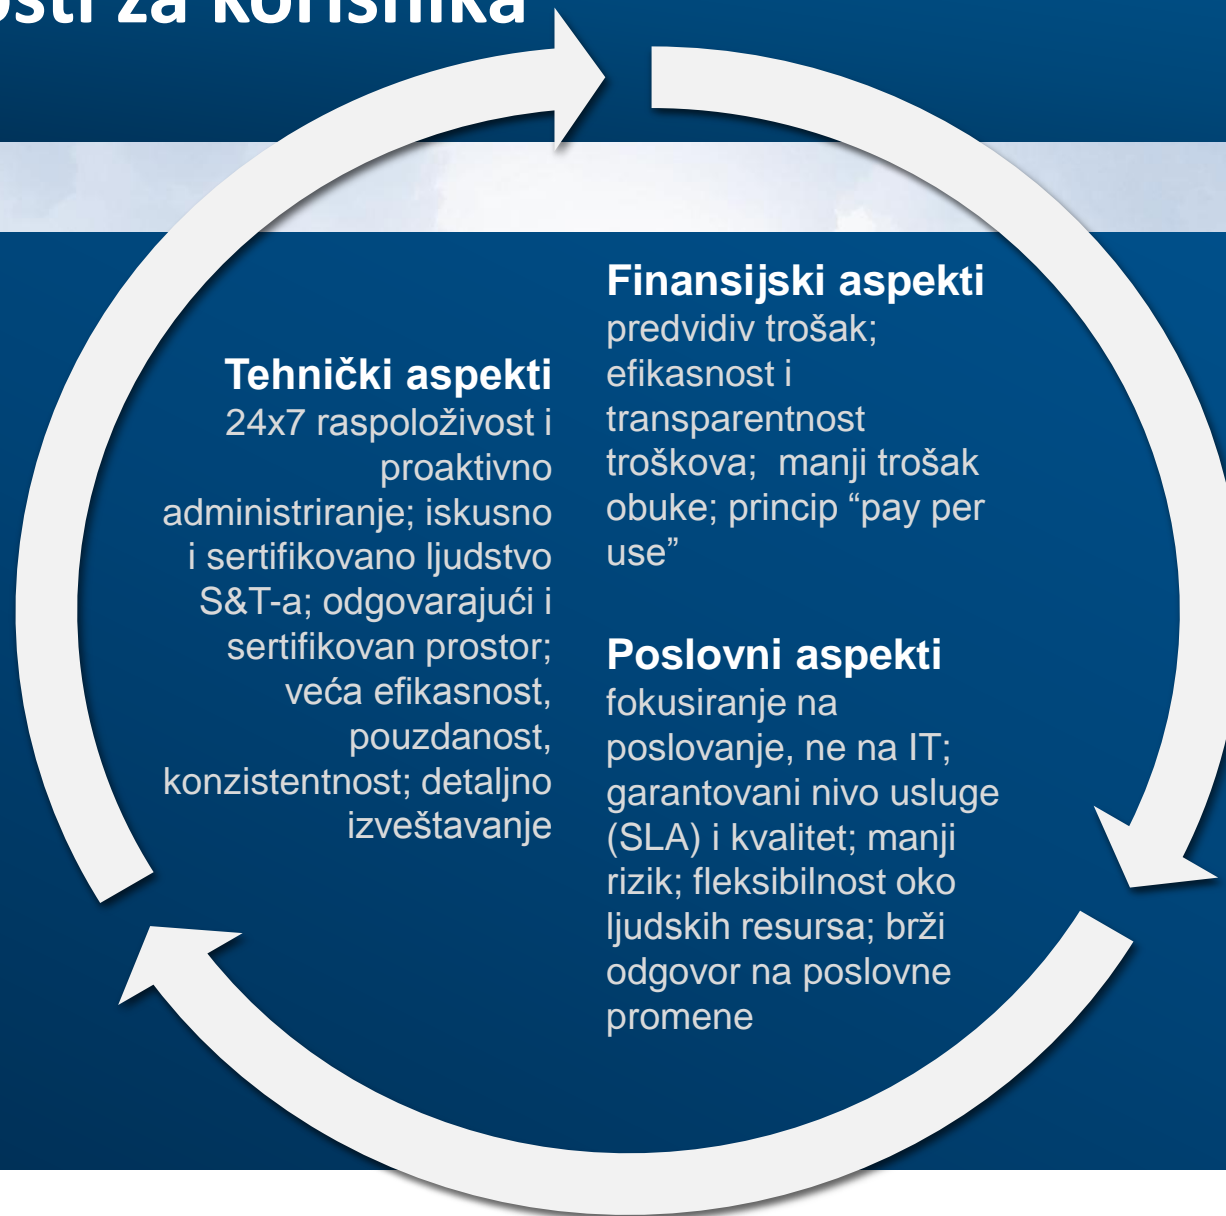 za korisnika
Tehnički aspekti
24x7 raspoloživost i
proaktivno
administriranje; iskusno
i sertifikovano ljudstvo
S&T-a; odgovarajući i
sertifikovan prostor;
veća efikasnost,
pouzdanost,
konzistentnost; detaljno
izveštavanje
Finansijski aspekti
predvidiv trošak;
efikasnost i
transparentnost
troškova;  manji trošak
obuke; princip “pay per
use”
Poslovni aspekti
fokusiranje na
poslovanje, ne na IT;
garantovani nivo usluge
(SLA) i kvalitet; manji
rizik; fleksibilnost oko
ljudskih resursa; brži
odgovor na poslovne
promene